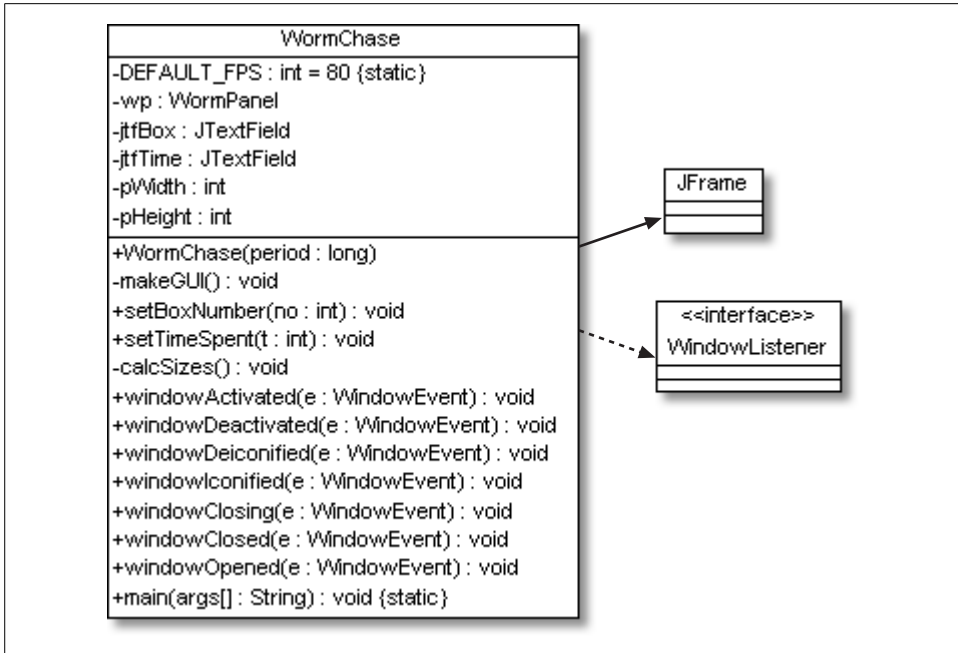 WormChase
-DEFAULT_FPS : int = 80 {static}
-wp : WormPanel
-jtfBox : JTextField
-jtfTime : JTextField
-pWidth : int
-pHeight : int
+WormChase(period : long)
-makeGUI() : void
+setBoxNumber(no : int) : void
+setTimeSpent(t : int) : void
-calcSizes() : void
+windowActivated(e : WindowEvent) : void
+windowDeactivated(e : WindowEvent) : void
+windowDeiconified(e : WindowEvent) : void
+windowIconified(e : WindowEvent) : void
+windowClosing(e : WindowEvent) : void
+windowClosed(e : WindowEvent) : void
+windowOpened(e : WindowEvent) : void
+main(args[] : String) : void {static}
JFrame
<<interface>>
WindowListener